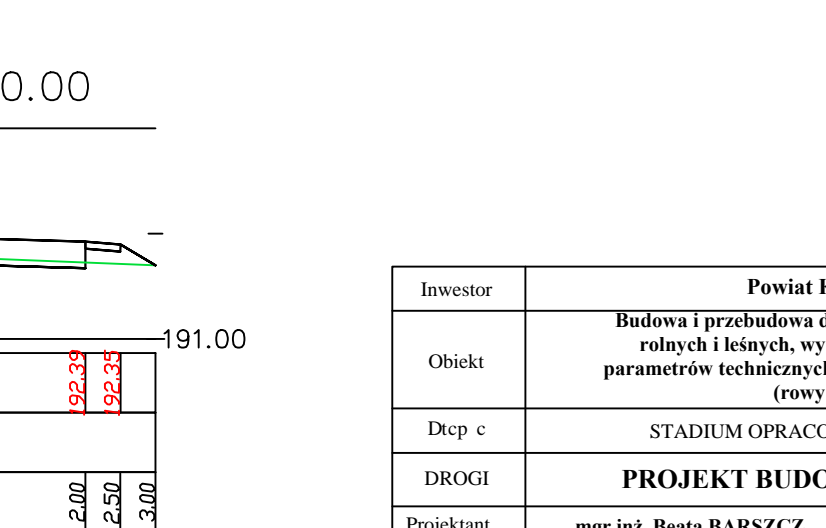 0.00
191.00
192.39
192.35
2.00
2.50
3.00
Inwestor
Powiat
Obiekt
Budowa i przebudowa d
rolnych i leśnych, wy
parametrów technicznych
(rowy
Dtcp c
STADIUM OPRACO
DROGI
PROJEKT BUDO
Projektant
mgr inż. Beata BARSZCZ